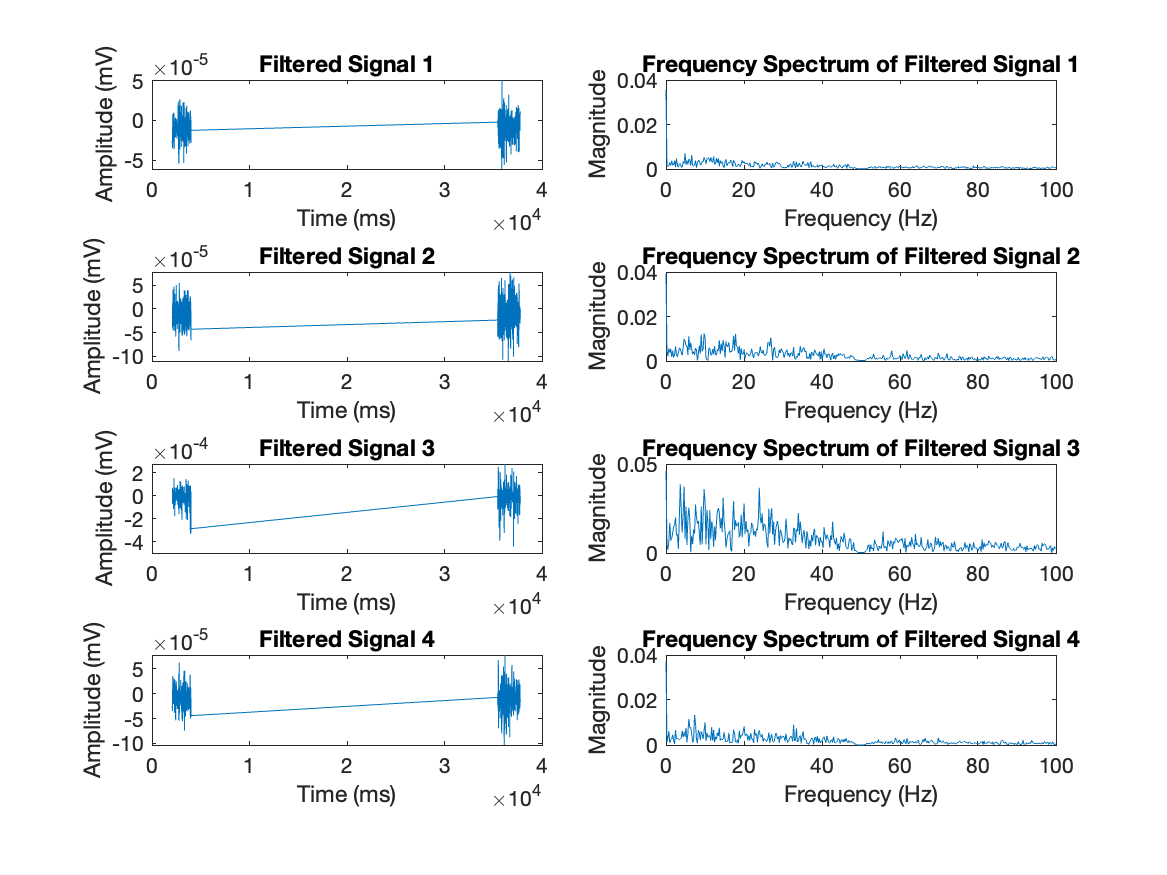 Filtered Signal 1
×10^-5
Amplitude (mV)
5
0
-5
0 1 2 3 4
Time (ms)
×10^4
Frequency Spectrum of Filtered Signal 1
Magnitude
0.04
0.02
0
0 20 40 60 80 100
Frequency (Hz)
Filtered Signal 2
×10^-5
Amplitude (mV)
5
0
-5
-10
0 1 2 3 4
Time (ms)
×10^4
Frequency Spectrum of Filtered Signal 2
Magnitude
0.04
0.02
0
0 20 40 60 80 100
Frequency (Hz)
Filtered Signal 3
×10^-4
Amplitude (mV)
2
0
-2
-4
0 1 2 3 4
Time (ms)
×10^4
Frequency Spectrum of Filtered Signal 3
Magnitude
0.05
0
0 20 40 60 80 100
Frequency (Hz)
Filtered Signal 4
×10^-5
Amplitude (mV)
5
0
-5
-10
0 1 2 3 4
Time (ms)
×10^4
Frequency Spectrum of Filtered Signal 4
Magnitude
0.04
0.02
0
0 20 40 60 80 100
Frequency (Hz)